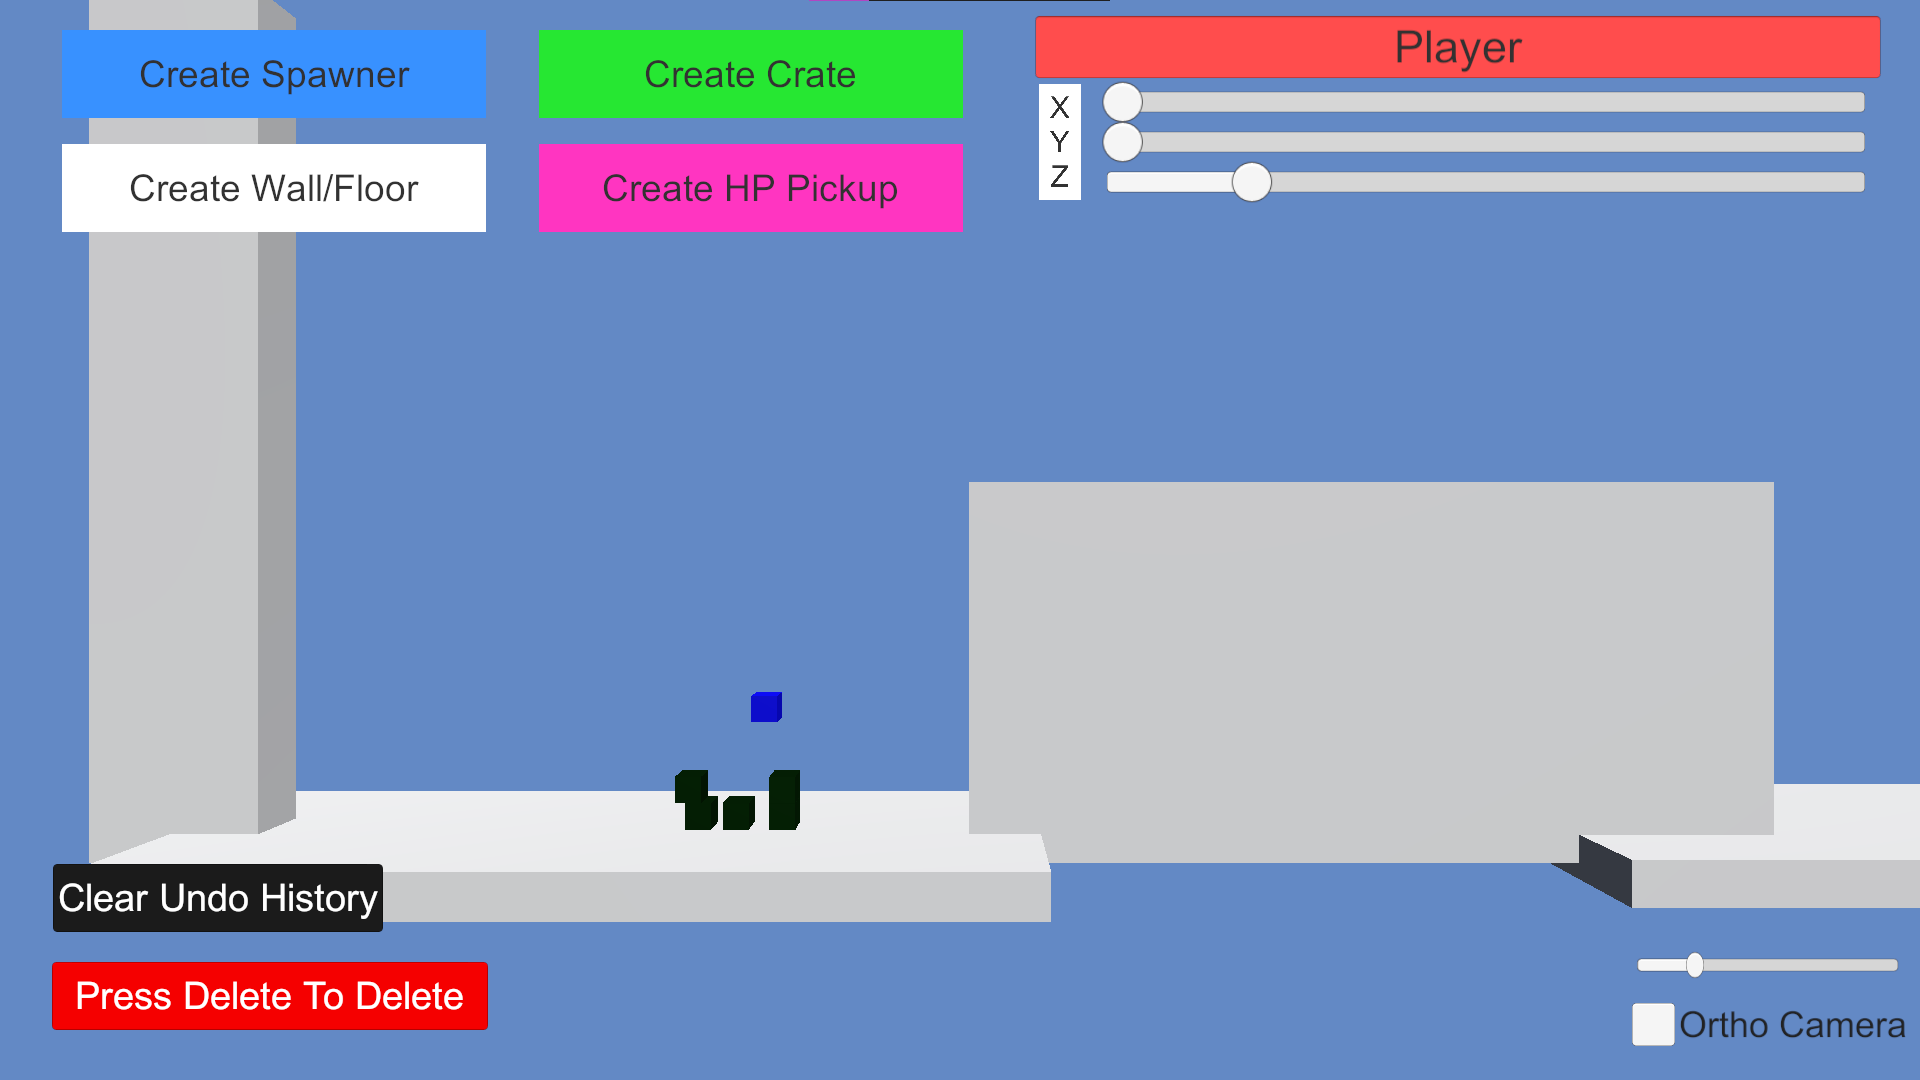 Create Spawner
Create Crate
Player
Create Wall/Floor
Create HP Pickup
X
Y
Z
Clear Undo History
Press Delete To Delete
Ortho Camera